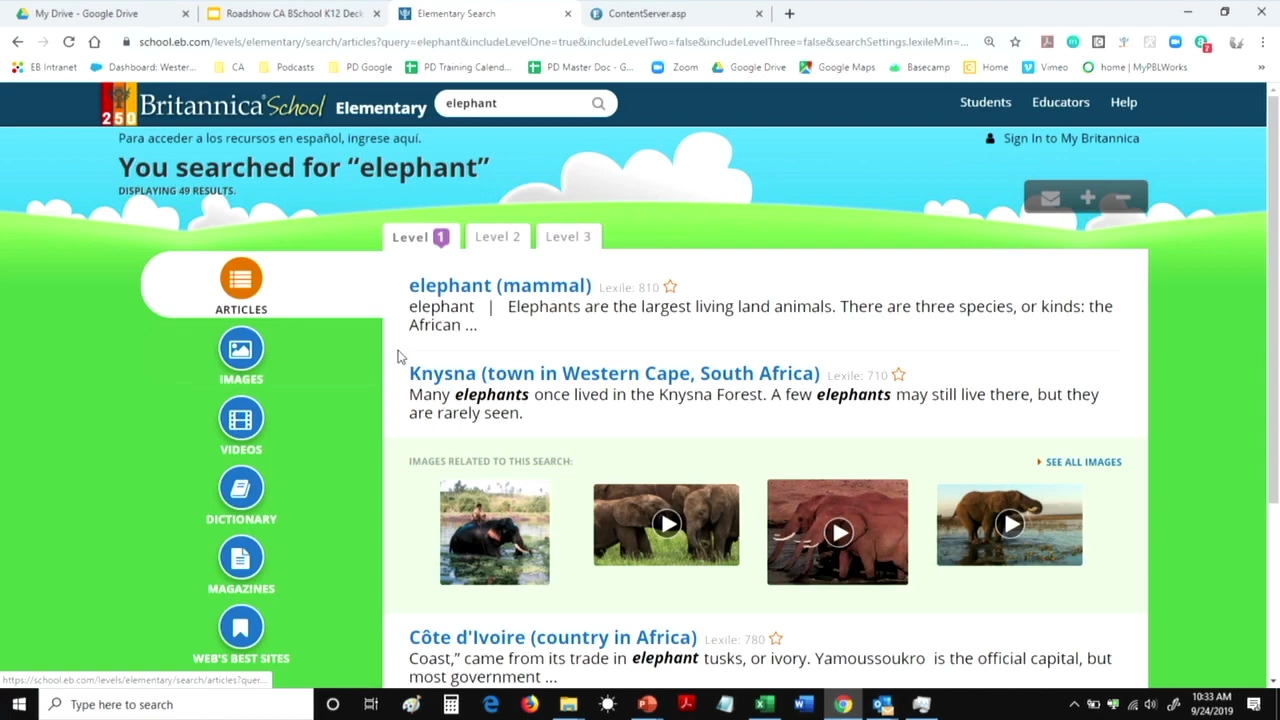 My Drive - Google Drive
Roadshow CA BSchool K12 Deck
Elementary Search
ContentServer.asp
school.eb.com/levels/elementary/search/articles?query=elephant&includeLevelOne=true&includeLevelTwo=false&includeLevelThree=false&searchSettings.lexileMin=...
7
EB Intranet
Dashboard: Wester...
CA
Podcasts
PD Google
PD Training Calend...
PD Master Doc - G...
Zoom
Google Drive
Google Maps
Basecamp
Home
Vimeo
home | MyPBLWorks
250
Britannica School Elementary
elephant
Students
Educators
Help
Para acceder a los recursos en español, ingrese aquí.
Sign In to My Britannica
You searched for “elephant”
DISPLAYING 49 RESULTS.
Level 1
Level 2
Level 3
ARTICLES
IMAGES
VIDEOS
DICTIONARY
MAGAZINES
WEB'S BEST SITES
elephant (mammal) Lexile: 810
elephant | Elephants are the largest living land animals. There are three species, or kinds: the
African ...
Knysna (town in Western Cape, South Africa) Lexile: 710
Many elephants once lived in the Knysna Forest. A few elephants may still live there, but they
are rarely seen.
IMAGES RELATED TO THIS SEARCH:
SEE ALL IMAGES
Côte d'Ivoire (country in Africa) Lexile: 780
Coast,” came from its trade in elephant tusks, or ivory. Yamoussoukro is the official capital, but
most government ...
https://school.eb.com/levels/elementary/search/articles?quer...
Type here to search
10:33 AM
9/24/2019